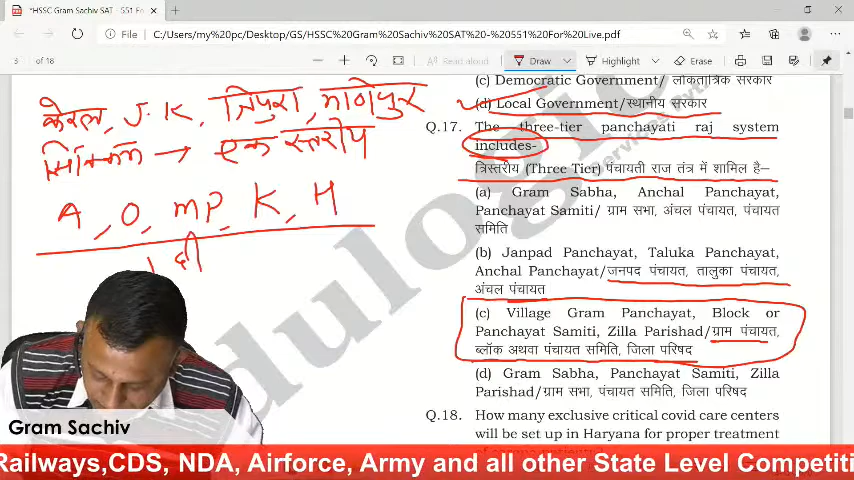 *HSSC Gram Sachiv SAT - 551 For
File
C:/Users/my pc/Desktop/GS/HSSC%20Gram%20Sachiv%20SAT%20-%20551%20For%20Live.pdf
3 of 18
Read aloud
Draw
Highlight
Erase
केरल, J.K, त्रिपुरा, मणिपुर
सिक्किम → एक स्तरीय
A, O, MP, K, H
(c) Democratic Government/ लोकतांत्रिक सरकार
(d) Local Government/स्थानीय सरकार
Q.17 The three-tier panchayati raj system
includes-
त्रिस्तरीय (Three Tier) पंचायती राज तंत्र में शामिल है–
(a) Gram Sabha, Anchal Panchayat,
Panchayat Samiti/ ग्राम सभा, अंचल पंचायत, पंचायत
समिति
(b) Janpad Panchayat, Taluka Panchayat,
Anchal Panchayat/जनपद पंचायत, तालुका पंचायत,
अंचल पंचायत
(c) Village Gram Panchayat, Block or
Panchayat Samiti, Zilla Parishad/ग्राम पंचायत,
ब्लॉक अथवा पंचायत समिति, जिला परिषद
(d) Gram Sabha, Panchayat Samiti, Zilla
Parishad/ग्राम सभा, पंचायत समिति, जिला परिषद
Q.18 How many exclusive critical covid care centers
will be set up in Haryana for proper treatment
Gram Sachiv
Railways,CDS, NDA, Airforce, Army and all other State Level Competiti